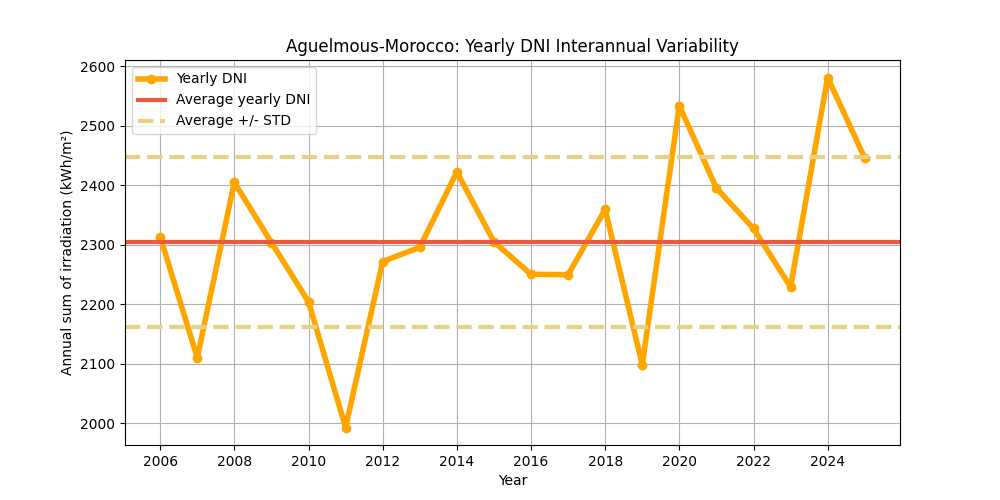 Aguelmous-Morocco: Yearly DNI Interannual Variability
Yearly DNI
Average yearly DNI
Average +/- STD
Annual sum of irradiation (kWh/m²)
2600
2500
2400
2300
2200
2100
2000
2006 2008 2010 2012 2014 2016 2018 2020 2022 2024
Year